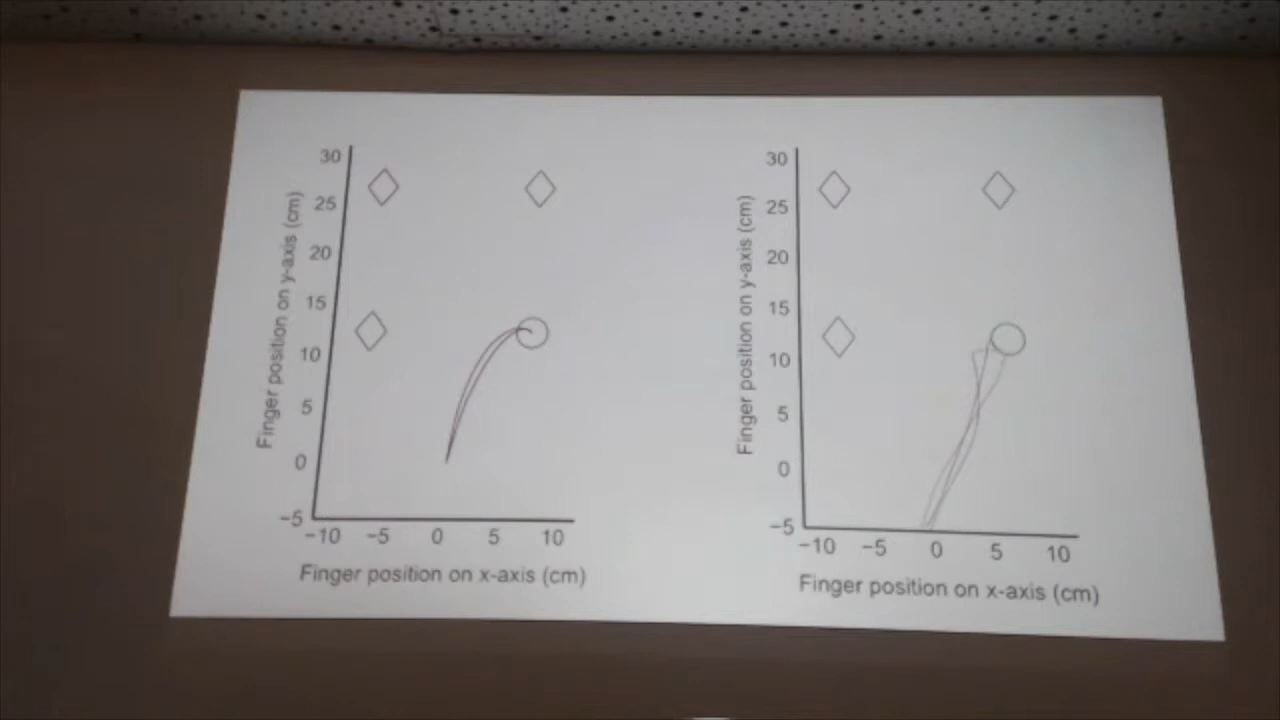 30
25
20
15
10
5
0
−5
Finger position on y-axis (cm)
−10 −5 0 5 10
Finger position on x-axis (cm)
30
25
20
15
10
5
0
−5
Finger position on y-axis (cm)
−10 −5 0 5 10
Finger position on x-axis (cm)